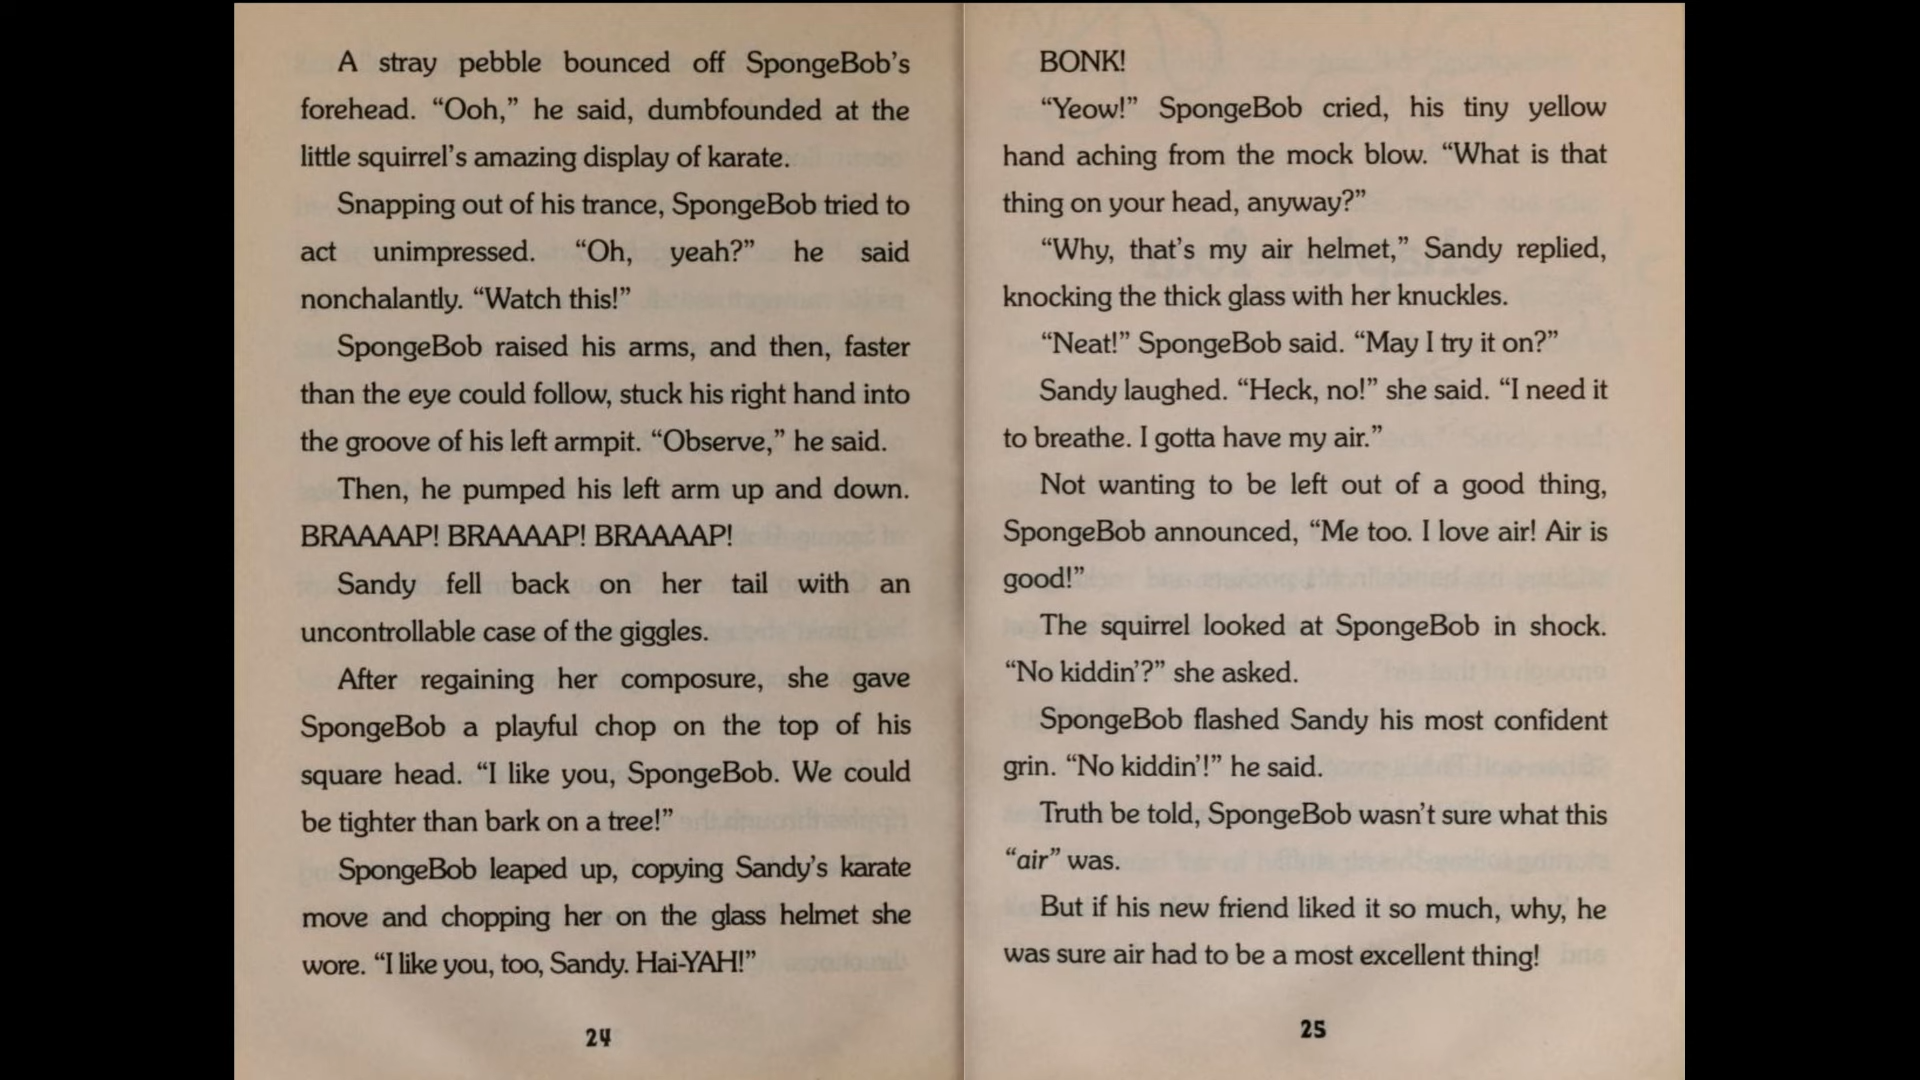 A stray pebble bounced off SpongeBob’s
forehead. “Ooh,” he said, dumbfounded at the
little squirrel’s amazing display of karate.
Snapping out of his trance, SpongeBob tried to
act unimpressed. “Oh, yeah?” he said
nonchalantly. “Watch this!”
SpongeBob raised his arms, and then, faster
than the eye could follow, stuck his right hand into
the groove of his left armpit. “Observe,” he said.
Then, he pumped his left arm up and down.
BRAAAAP! BRAAAAP! BRAAAAP!
Sandy fell back on her tail with an
uncontrollable case of the giggles.
After regaining her composure, she gave
SpongeBob a playful chop on the top of his
square head. “I like you, SpongeBob. We could
be tighter than bark on a tree!”
SpongeBob leaped up, copying Sandy’s karate
move and chopping her on the glass helmet she
wore. “I like you, too, Sandy. Hai-YAH!”
24
BONK!
“Yeow!” SpongeBob cried, his tiny yellow
hand aching from the mock blow. “What is that
thing on your head, anyway?”
“Why, that’s my air helmet,” Sandy replied,
knocking the thick glass with her knuckles.
“Neat!” SpongeBob said. “May I try it on?”
Sandy laughed. “Heck, no!” she said. “I need it
to breathe. I gotta have my air.”
Not wanting to be left out of a good thing,
SpongeBob announced, “Me too. I love air! Air is
good!”
The squirrel looked at SpongeBob in shock.
“No kiddin’?” she asked.
SpongeBob flashed Sandy his most confident
grin. “No kiddin’!” he said.
Truth be told, SpongeBob wasn’t sure what this
“air” was.
But if his new friend liked it so much, why, he
was sure air had to be a most excellent thing!
25